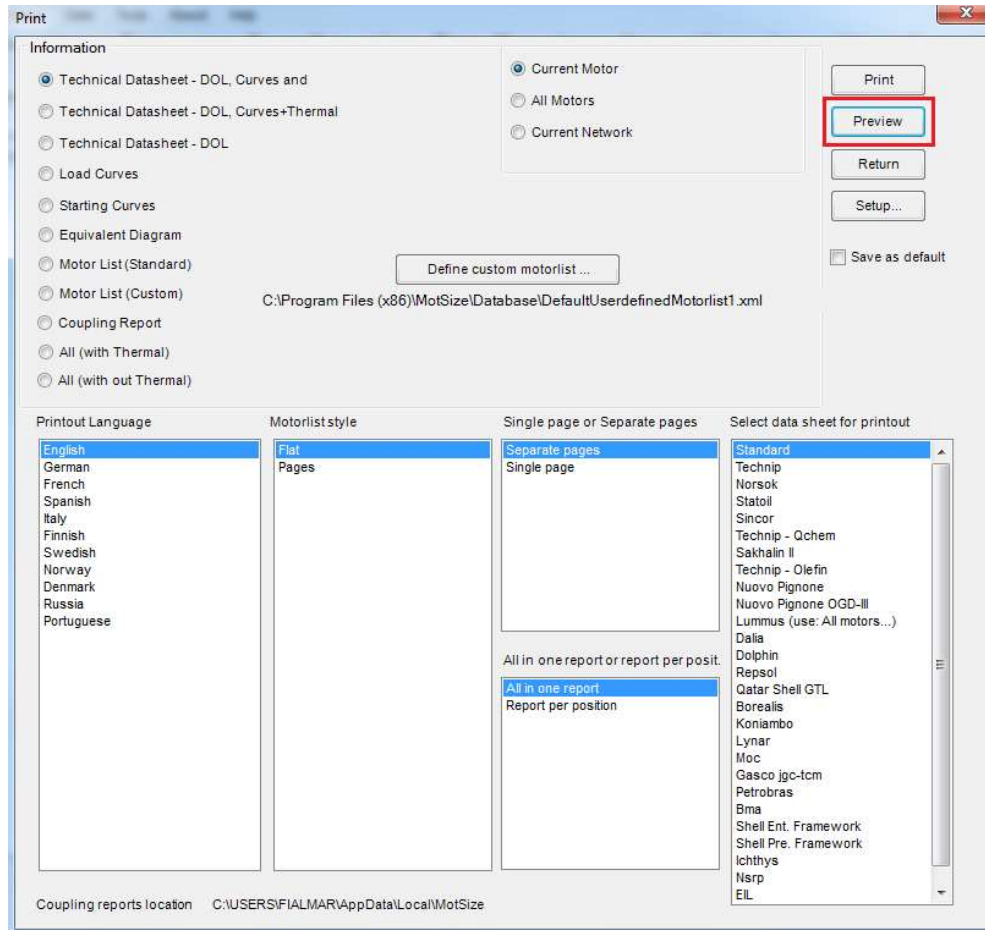 Print
Information
Technical Datasheet - DOL, Curves and
Technical Datasheet - DOL, Curves+Thermal
Technical Datasheet - DOL
Load Curves
Starting Curves
Equivalent Diagram
Motor List (Standard)
Motor List (Custom)
Coupling Report
All (with Thermal)
All (with out Thermal)
Current Motor
All Motors
Current Network
Define custom motorlist ...
C:\Program Files (x86)\MotSize\Database\DefaultUserdefinedMotorlist1.xml
Print
Preview
Return
Setup...
Save as default
Printout Language
English
German
French
Spanish
Italy
Finnish
Swedish
Norway
Denmark
Russia
Portuguese
Motorlist style
Flat
Pages
Single page or Separate pages
Separate pages
Single page
All in one report or report per posit.
All in one report
Report per position
Select data sheet for printout
Standard
Technip
Norsok
Statoil
Sincor
Technip - Qchem
Sakhalin II
Technip - Olefin
Nuovo Pignone
Nuovo Pignone OGD-III
Lummus (use: All motors...)
Dalia
Dolphin
Repsol
Qatar Shell GTL
Borealis
Koniambo
Lynar
Moc
Gasco jgc-tcm
Petrobras
Bma
Shell Ent. Framework
Shell Pre. Framework
Ichthys
Nsrp
EIL
Coupling reports location C:\USERS\FIALMAR\AppData\Local\MotSize